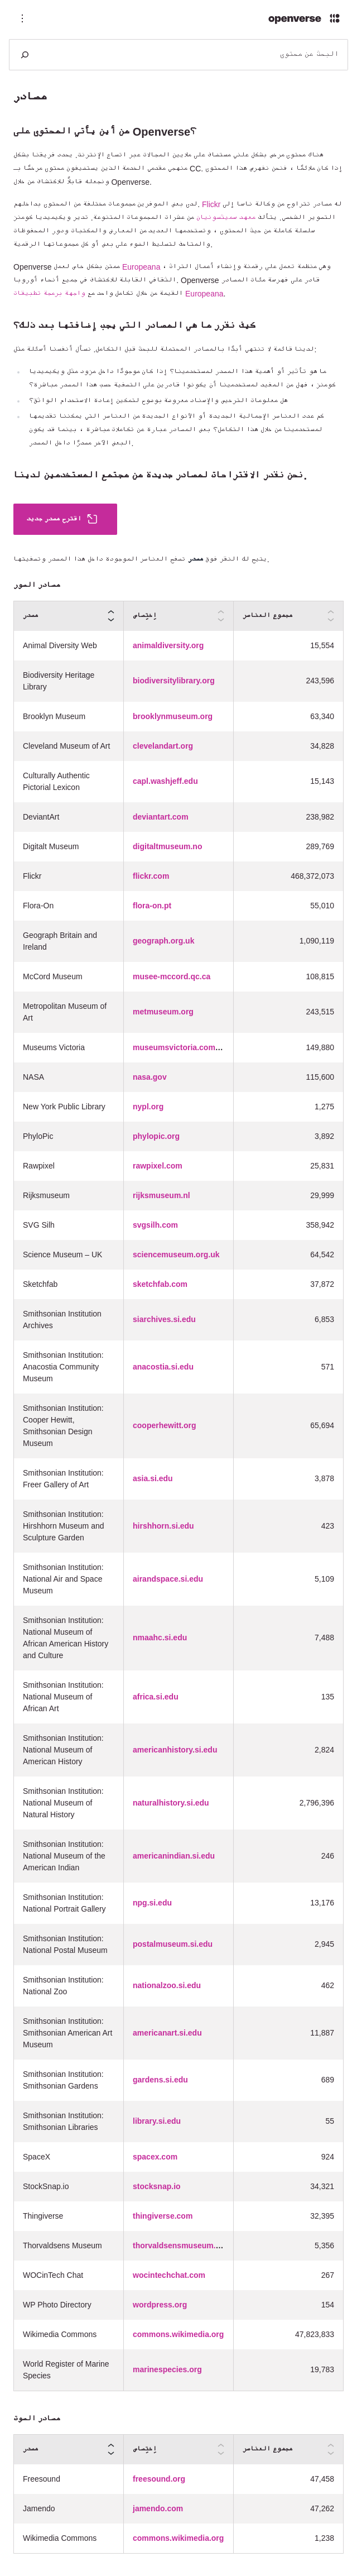 openverse
البحث عن محتوى
مصادر
من أين يأتي المحتوى على Openverse؟
هناك محتوى مرخص بشكل علني مستضاف على ملايين المجالات عبر اتساع الإنترنت. يحدد فريقنا بشكل
منهجي مقدمي الخدمة الذين يستضيفون محتوى مرخصًا بـ CC. إذا كان ملائمًا ، فنحن نفهرس هذا المحتوى
ونجعله قابلًا للاكتشاف من خلال Openverse.
لدى بعض الموفرين مجموعات مختلفة من المحتوى بداخلهم. Flickr له مصادر تتراوح من وكالة ناسا إلى
التصوير الشخصي. يتألف معهد سميثسونيان من عشرات المجموعات المتنوعة. تدير ويكيميديا كومنز
سلسلة كاملة من حيث المحتوى ، وتستخدمها العديد من المعارض والمكتبات ودور المحفوظات
والمتاحف لتسليط الضوء على بعض أو كل مجموعاتها الرقمية.
Openverse ممتن بشكل خاص لعمل Europeana ، وهي منظمة تعمل على رقمنة وإنشاء أعمال التراث
الثقافي القابلة للاكتشاف في جميع أنحاء أوروبا. Openverse قادر على فهرسة مئات المصادر
القيمة من خلال تكامل واحد مع واجهة برمجة تطبيقات Europeana.
كيف نقرر ما هي المصادر التي يجب إضافتها بعد ذلك؟
لدينا قائمة لا تنتهي أبدًا بالمصادر المحتملة للبحث قبل التكامل. نسأل أنفسنا أسئلة مثل:
ما هو تأثير أو أهمية هذا المصدر لمستخدمينا؟ إذا كان موجودًا داخل مزود مثل ويكيميديا
كومنز ، فهل من المفيد لمستخدمينا أن يكونوا قادرين على التصفية حسب هذا المصدر مباشرة؟
هل معلومات الترخيص والإسناد معروضة بوضوح لتمكين إعادة الاستخدام الواثق؟
كم عدد العناصر الإجمالية الجديدة أو الأنواع الجديدة من العناصر التي يمكننا تقديمها
لمستخدمينا من خلال هذا التكامل؟ بعض المصادر عبارة عن تكاملات مباشرة ، بينما قد يكون
البعض الآخر مصدرًا داخل المصدر.
نحن نقدر الاقتراحات لمصادر جديدة من مجتمع المستخدمين لدينا.
اقترح مصدر جديد
يتيح لك النقر فوق مصدر تصفح العناصر الموجودة داخل هذا المصدر وتصفيتها.
مصادر الصور
مصدر اِختِصاص مجموع العناصر
Animal Diversity Web animaldiversity.org 15,554
Biodiversity Heritage
Library biodiversitylibrary.org 243,596
Brooklyn Museum brooklynmuseum.org 63,340
Cleveland Museum of Art clevelandart.org 34,828
Culturally Authentic
Pictorial Lexicon capl.washjeff.edu 15,143
DeviantArt deviantart.com 238,982
Digitalt Museum digitaltmuseum.no 289,769
Flickr flickr.com 468,372,073
Flora-On flora-on.pt 55,010
Geograph Britain and
Ireland geograph.org.uk 1,090,119
McCord Museum musee-mccord.qc.ca 108,815
Metropolitan Museum of
Art metmuseum.org 243,515
Museums Victoria museumsvictoria.com... 149,880
NASA nasa.gov 115,600
New York Public Library nypl.org 1,275
PhyloPic phylopic.org 3,892
Rawpixel rawpixel.com 25,831
Rijksmuseum rijksmuseum.nl 29,999
SVG Silh svgsilh.com 358,942
Science Museum – UK sciencemuseum.org.uk 64,542
Sketchfab sketchfab.com 37,872
Smithsonian Institution
Archives siarchives.si.edu 6,853
Smithsonian Institution:
Anacostia Community
Museum anacostia.si.edu 571
Smithsonian Institution:
Cooper Hewitt,
Smithsonian Design
Museum cooperhewitt.org 65,694
Smithsonian Institution:
Freer Gallery of Art asia.si.edu 3,878
Smithsonian Institution:
Hirshhorn Museum and
Sculpture Garden hirshhorn.si.edu 423
Smithsonian Institution:
National Air and Space
Museum airandspace.si.edu 5,109
Smithsonian Institution:
National Museum of
African American History
and Culture nmaahc.si.edu 7,488
Smithsonian Institution:
National Museum of
African Art africa.si.edu 135
Smithsonian Institution:
National Museum of
American History americanhistory.si.edu 2,824
Smithsonian Institution:
National Museum of
Natural History naturalhistory.si.edu 2,796,396
Smithsonian Institution:
National Museum of the
American Indian americanindian.si.edu 246
Smithsonian Institution:
National Portrait Gallery npg.si.edu 13,176
Smithsonian Institution:
National Postal Museum postalmuseum.si.edu 2,945
Smithsonian Institution:
National Zoo nationalzoo.si.edu 462
Smithsonian Institution:
Smithsonian American Art
Museum americanart.si.edu 11,887
Smithsonian Institution:
Smithsonian Gardens gardens.si.edu 689
Smithsonian Institution:
Smithsonian Libraries library.si.edu 55
SpaceX spacex.com 924
StockSnap.io stocksnap.io 34,321
Thingiverse thingiverse.com 32,395
Thorvaldsens Museum thorvaldsensmuseum.... 5,356
WOCinTech Chat wocintechchat.com 267
WP Photo Directory wordpress.org 154
Wikimedia Commons commons.wikimedia.org 47,823,833
World Register of Marine
Species marinespecies.org 19,783
مصادر الصوت
مصدر اِختِصاص مجموع العناصر
Freesound freesound.org 47,458
Jamendo jamendo.com 47,262
Wikimedia Commons commons.wikimedia.org 1,238